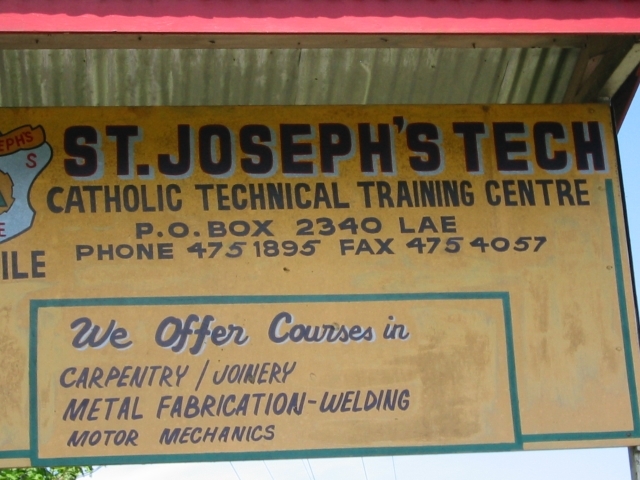 ST. JOSEPH'S TECH
CATHOLIC TECHNICAL TRAINING CENTRE
P.O. BOX 2340 LAE
PHONE 475 1895 FAX 475 4057
We Offer Courses in
CARPENTRY / JOINERY
METAL FABRICATION-WELDING
MOTOR MECHANICS